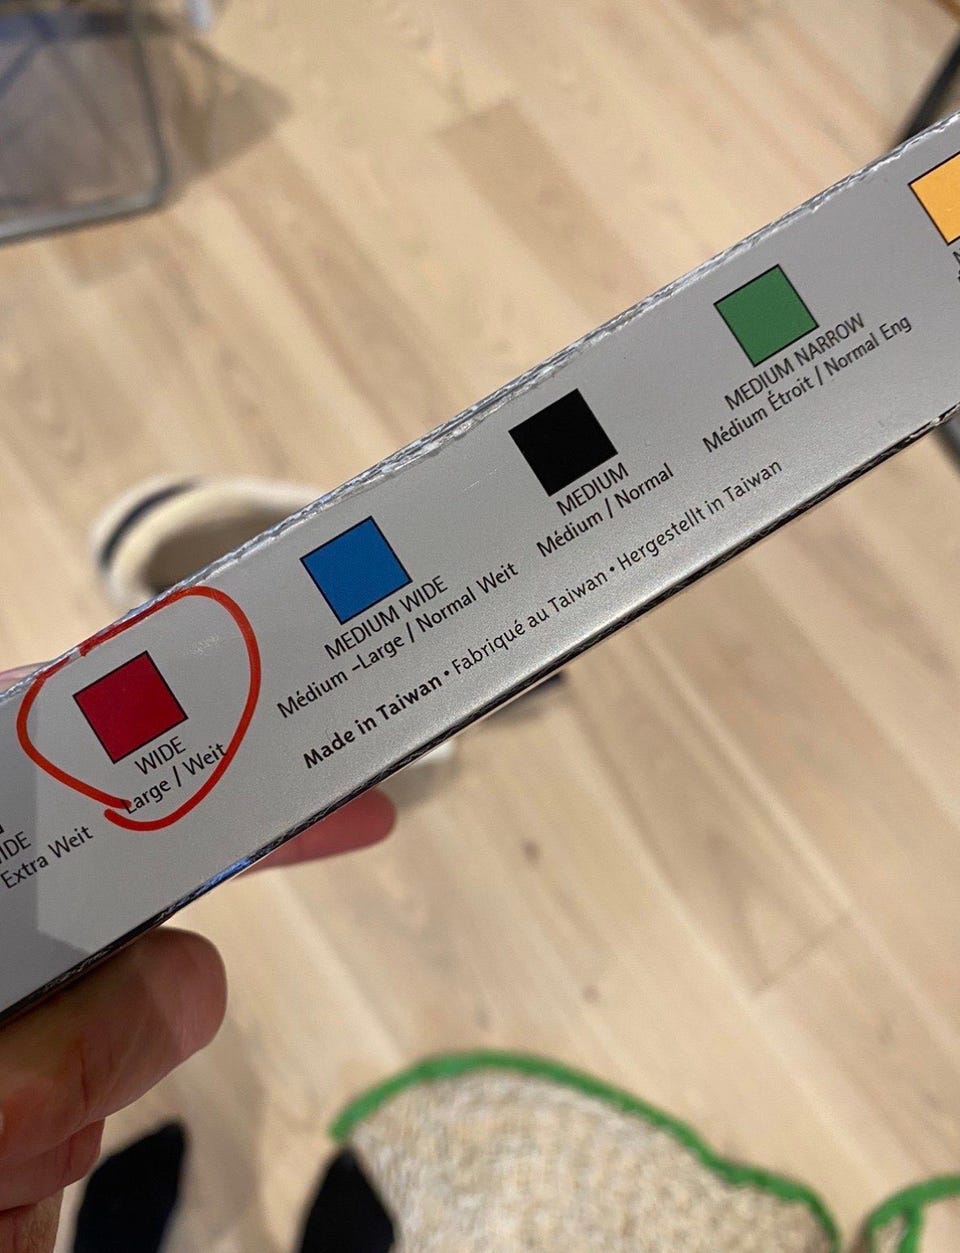 Extra Weit
WIDE
Large / Weit
MEDIUM WIDE
Médium –Large / Normal Weit
MEDIUM
Médium / Normal
MEDIUM NARROW
Médium Étroit / Normal Eng
Made in Taiwan • Fabriqué au Taiwan • Hergestellt in Taiwan